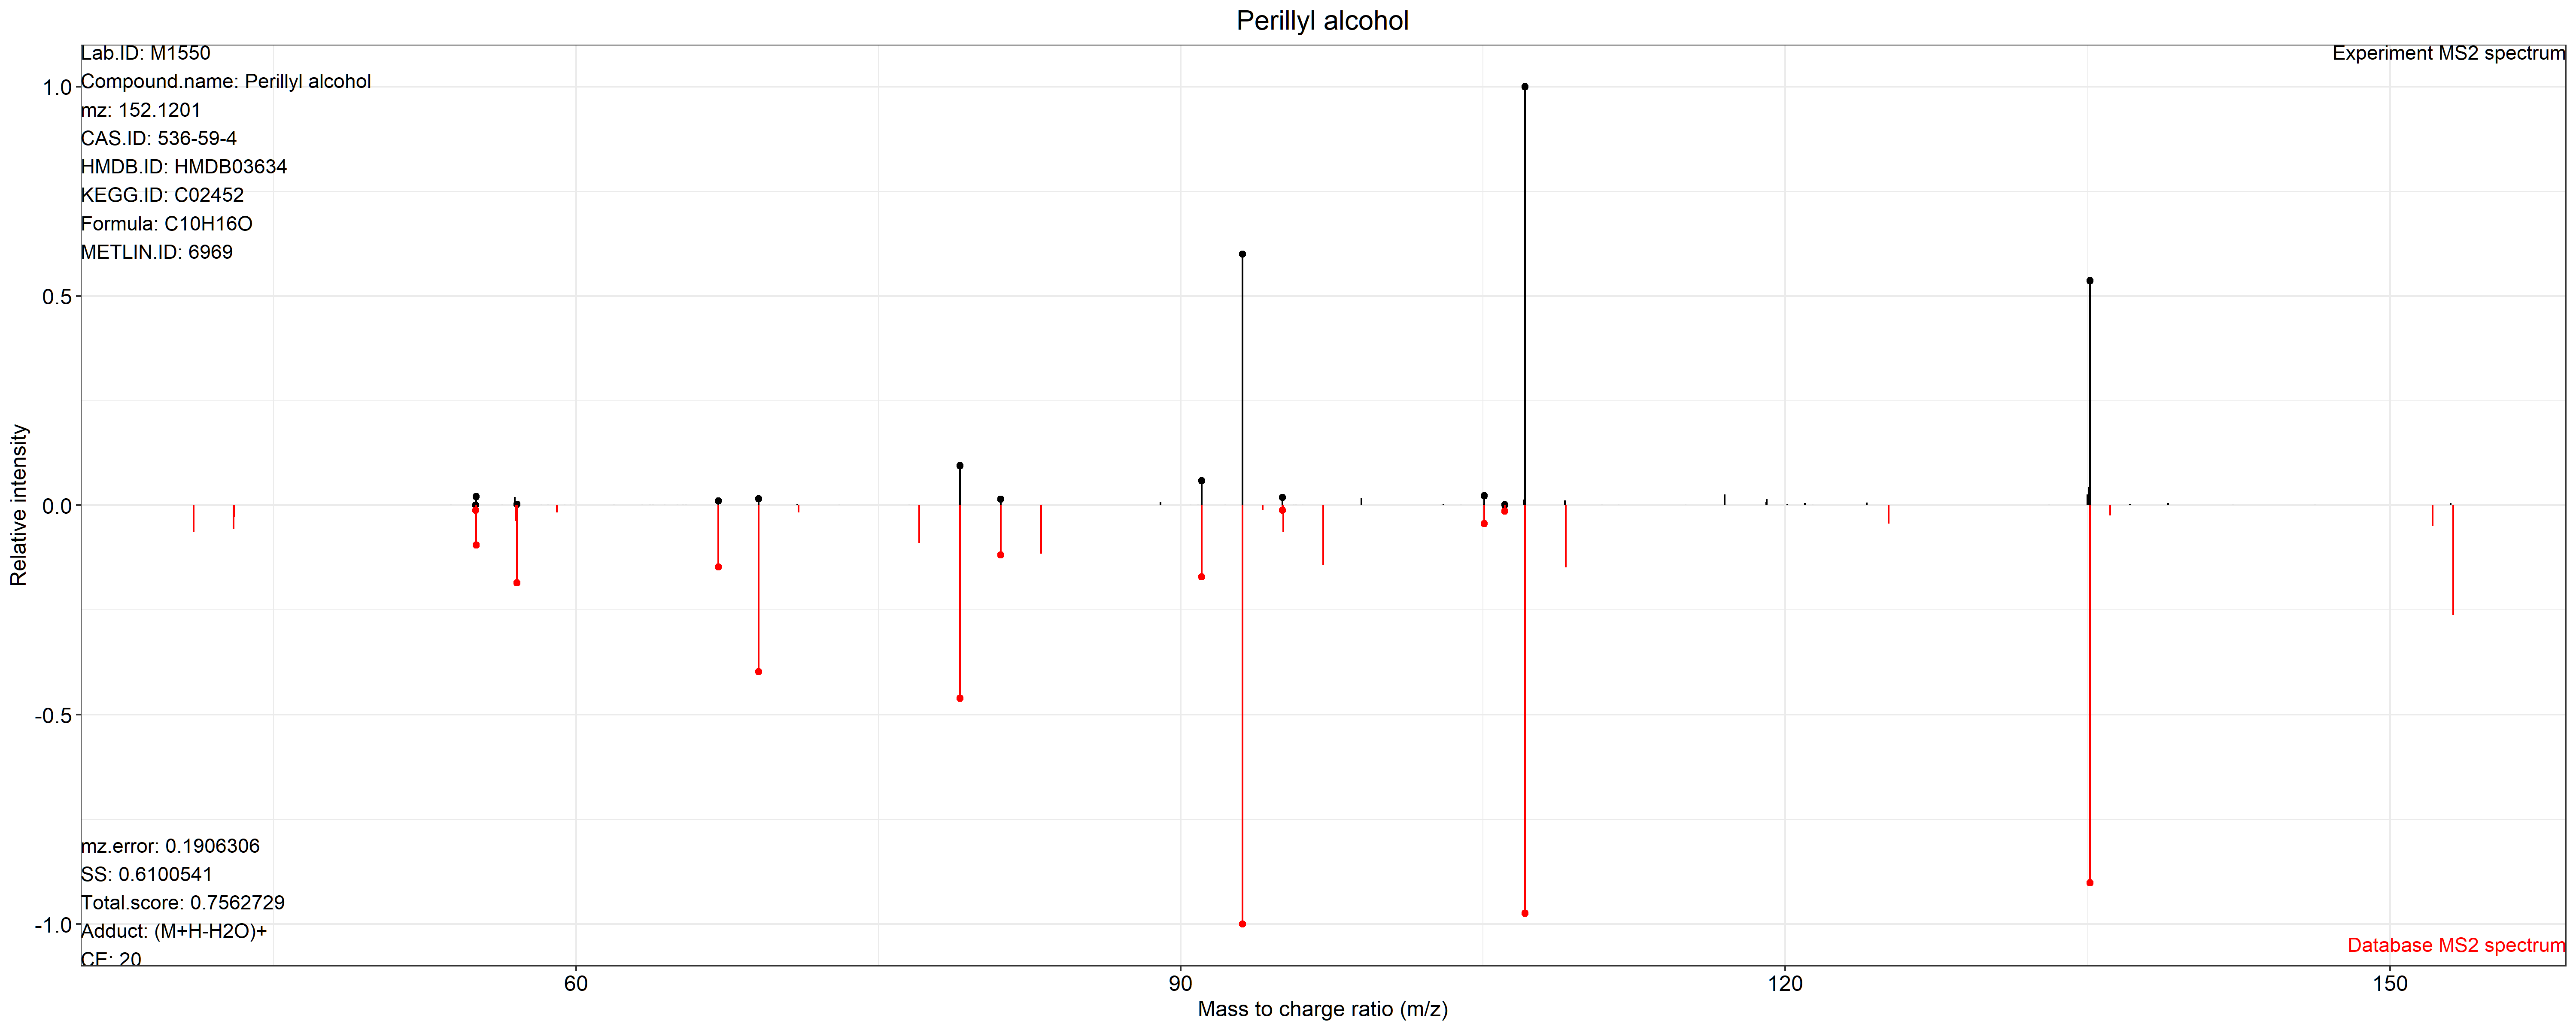 Perillyl alcohol
Lab.ID: M1550
Experiment MS2 spectrum
Compound.name: Perillyl alcohol
mz: 152.1201
CAS.ID: 536-59-4
HMDB.ID: HMDB03634
KEGG.ID: C02452
Formula: C10H16O
METLIN.ID: 6969
1.0
0.5
0.0
-0.5
-1.0
Relative intensity
mz.error: 0.1906306
SS: 0.6100541
Total.score: 0.7562729
Adduct: (M+H-H2O)+
CE: 20
Database MS2 spectrum
60
90
120
150
Mass to charge ratio (m/z)